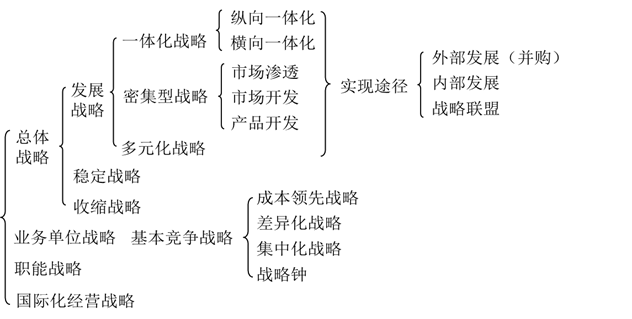 总体
战略
发展
战略
一体化战略
纵向一体化
横向一体化
密集型战略
市场渗透
市场开发
产品开发
多元化战略
实现途径
外部发展（并购）
内部发展
战略联盟
稳定战略
收缩战略
业务单位战略
基本竞争战略
成本领先战略
差异化战略
集中化战略
战略钟
职能战略
国际化经营战略